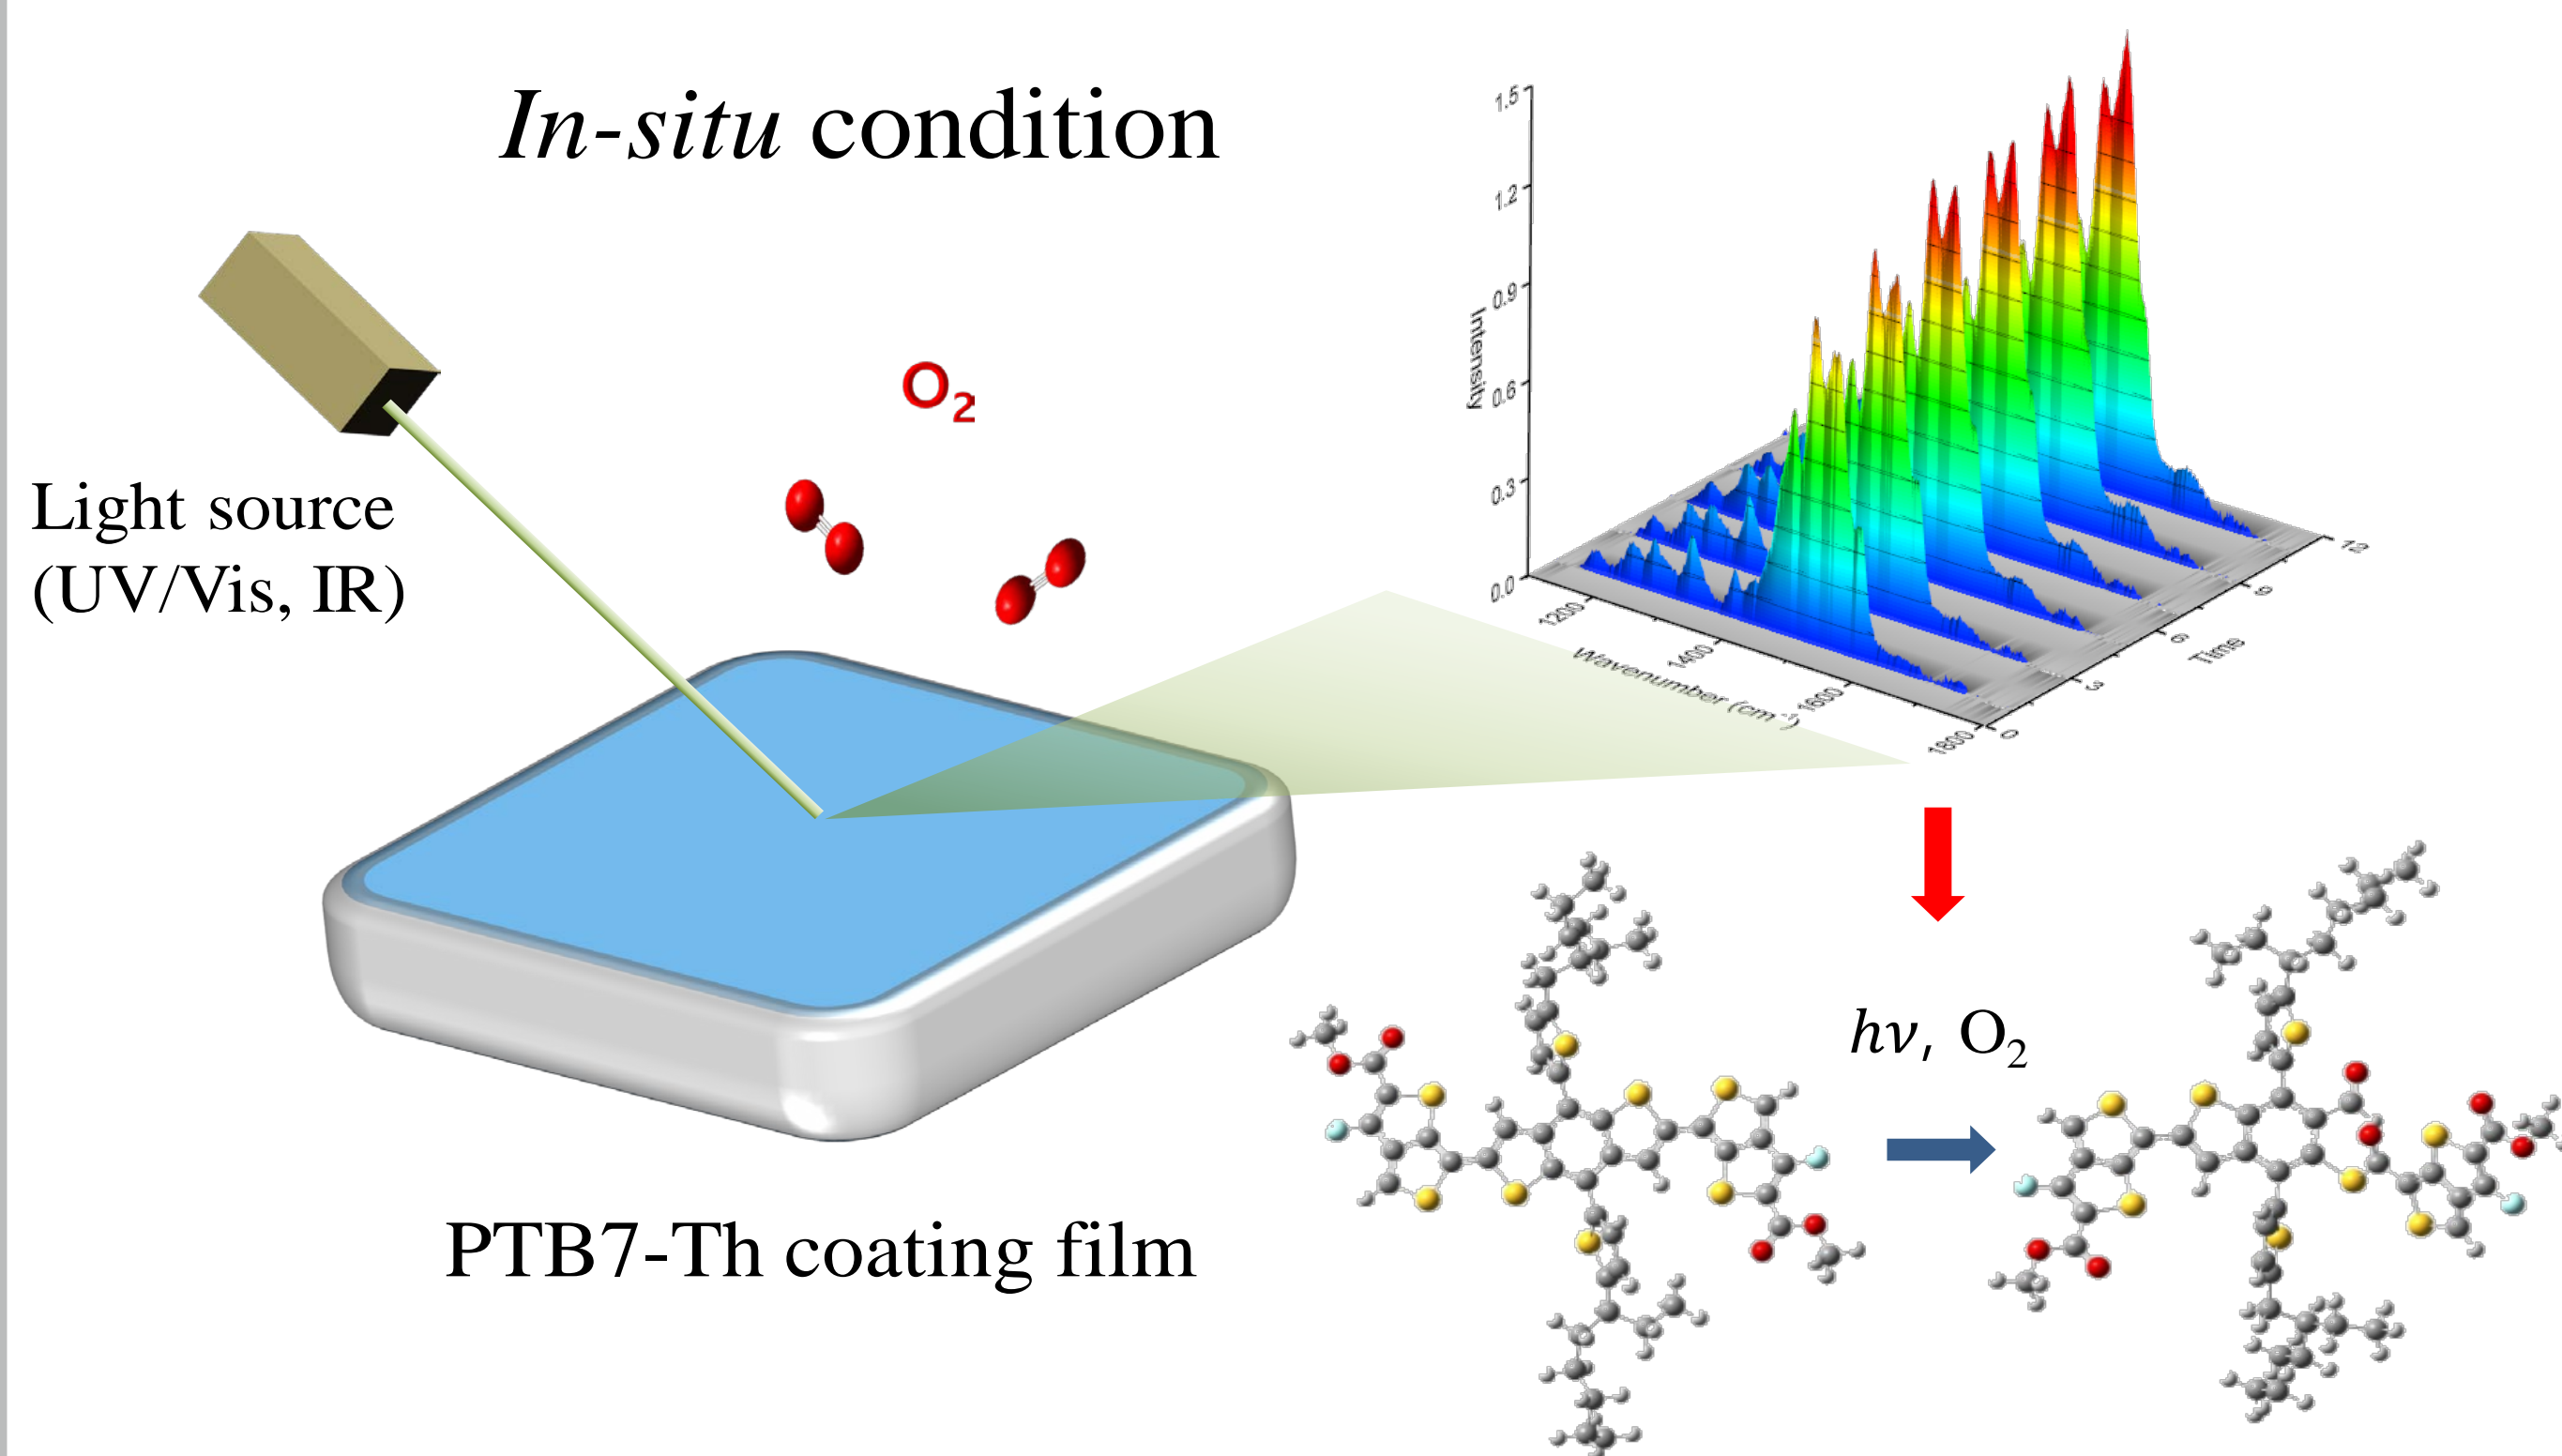 In-situ condition
O₂
Light source
(UV/Vis, IR)
PTB7-Th coating film
1.5
1.2
0.9
0.6
0.3
0.0
Intensity
1200
1400
1600
1800
Wavenumber (cm⁻¹)
0
3
6
9
12
Time
hν, O₂